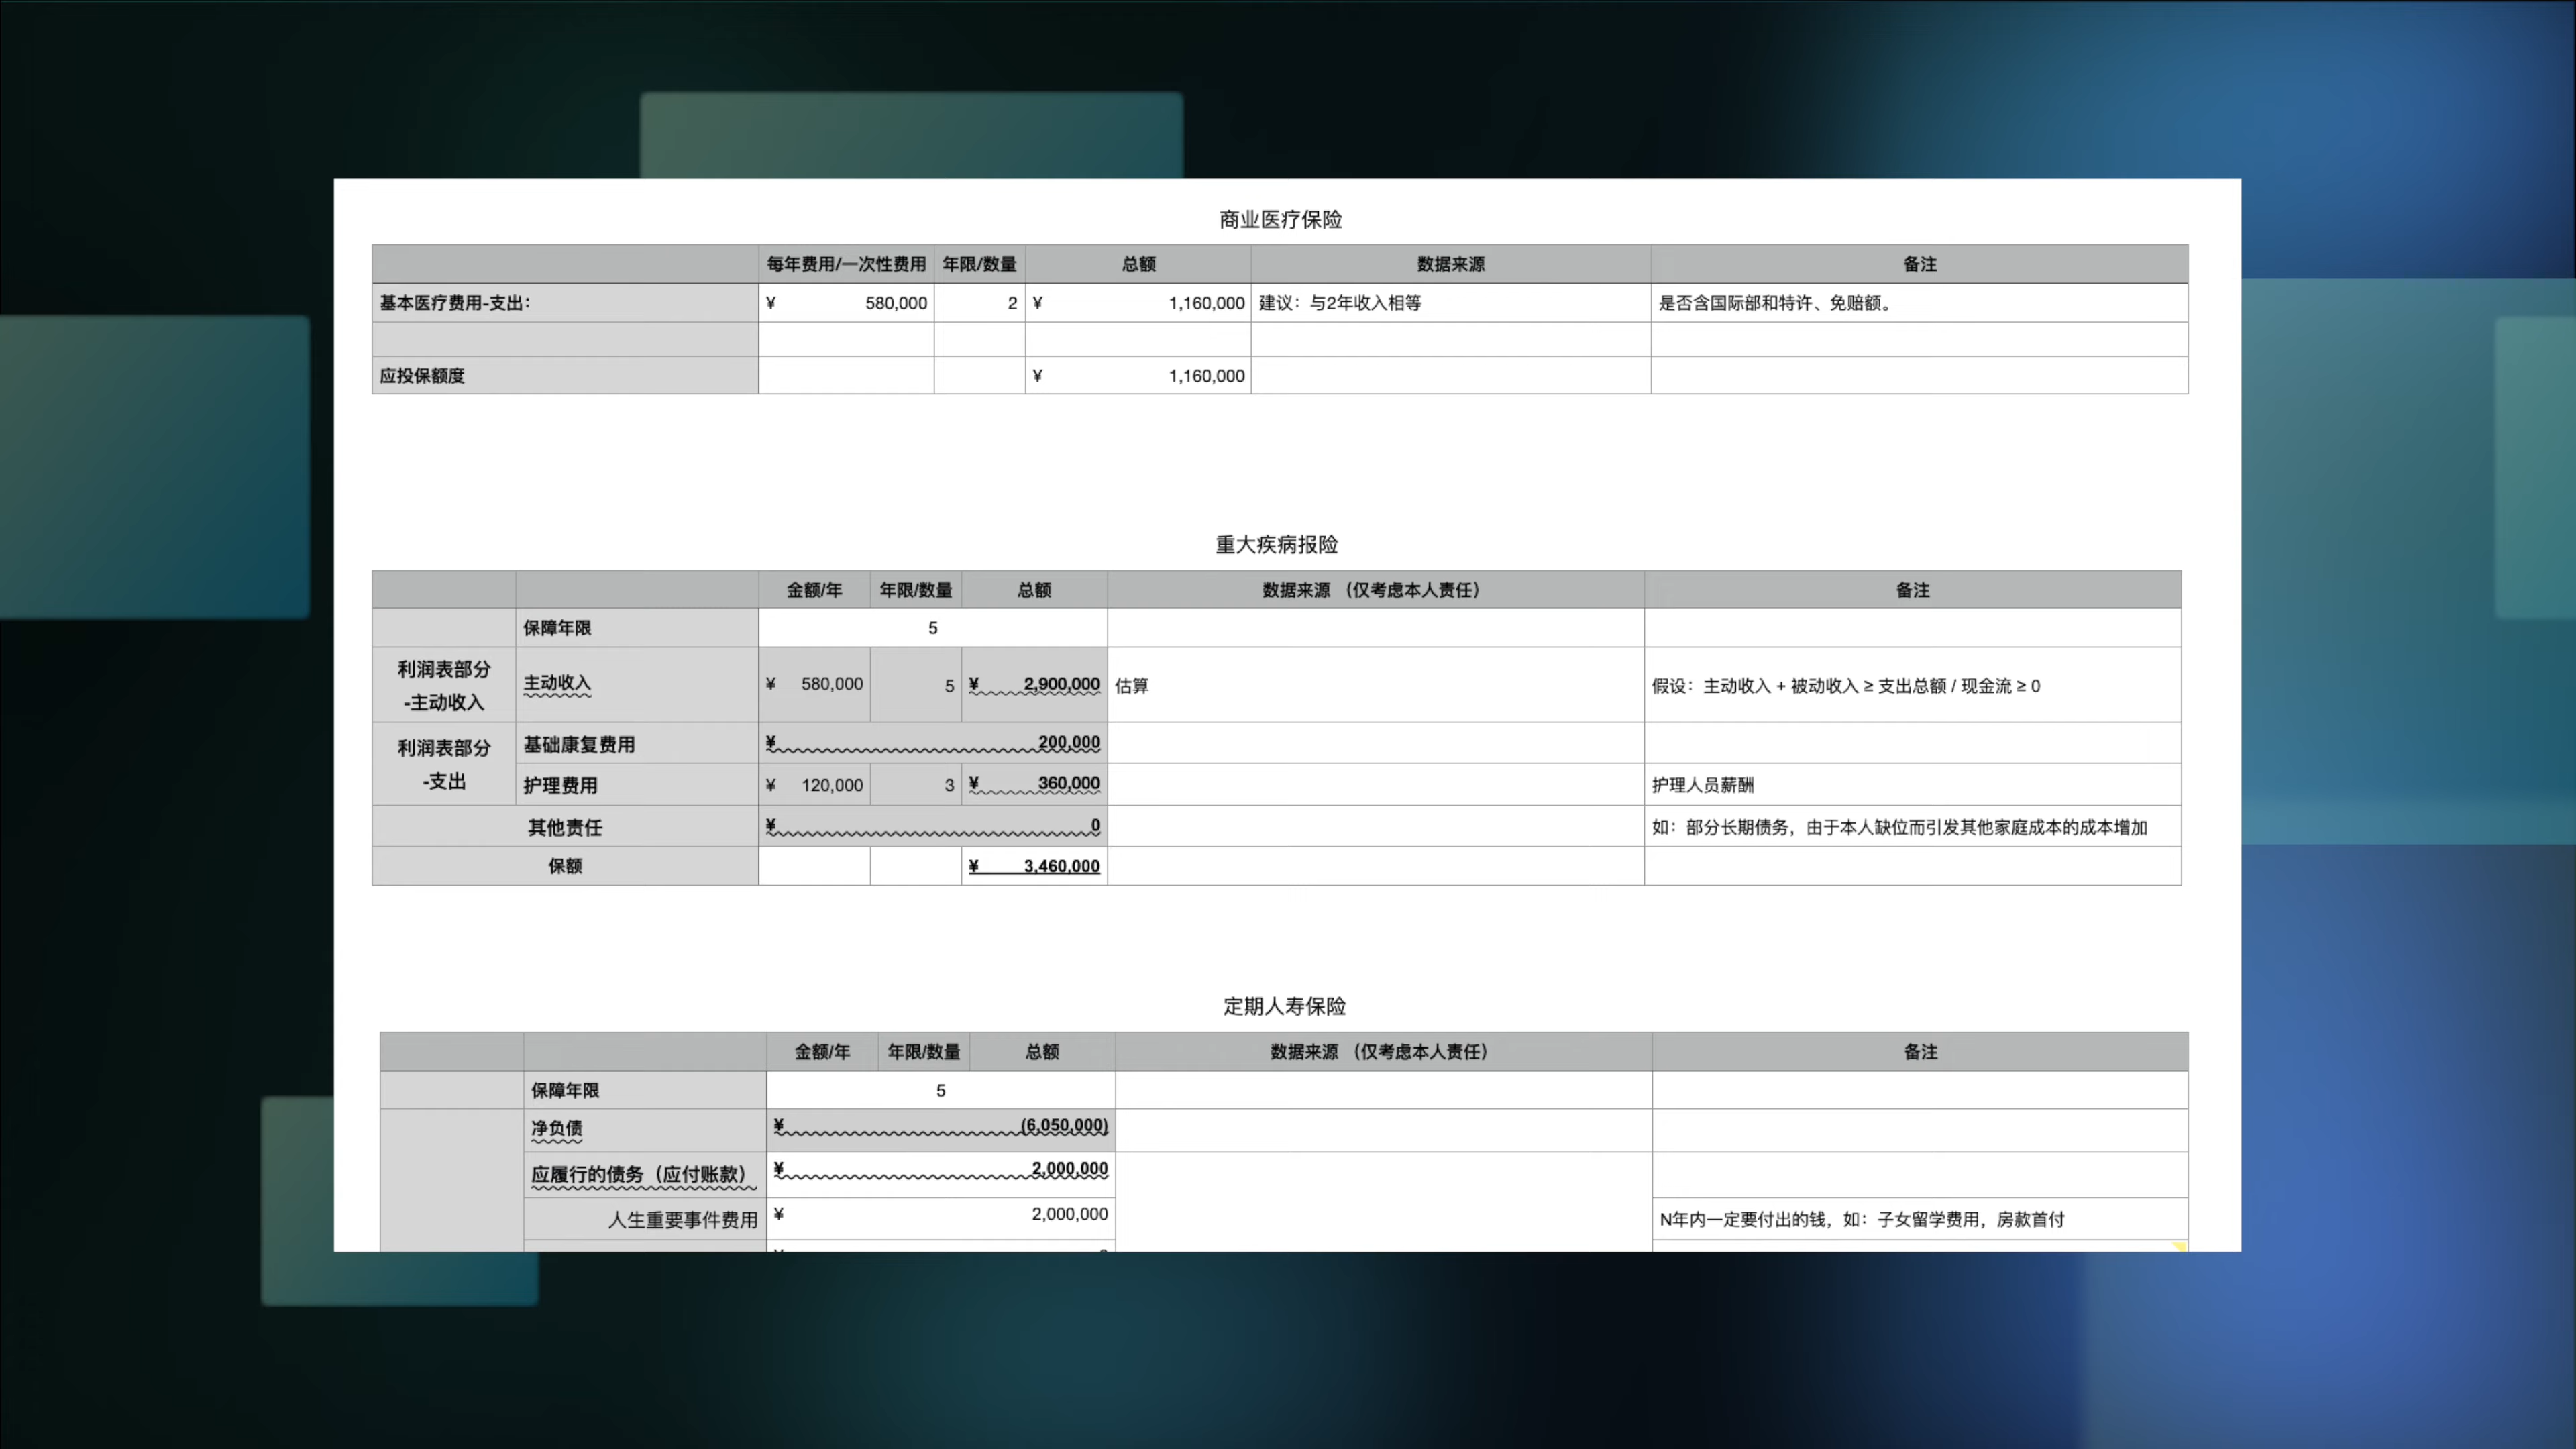 商业医疗保险
每年费用/一次性费用 年限/数量 总额 数据来源 备注
基本医疗费用-支出： ¥ 580,000 2 ¥ 1,160,000 建议：与2年收入相等 是否含国际部和特许、免赔额。
应投保额度 ¥ 1,160,000
重大疾病报险
金额/年 年限/数量 总额 数据来源 （仅考虑本人责任） 备注
保障年限 5
利润表部分
-主动收入
主动收入 ¥ 580,000 5 ¥ 2,900,000 估算 假设：主动收入 + 被动收入 ≥ 支出总额 / 现金流 ≥ 0
利润表部分
-支出
基础康复费用 ¥ 200,000
护理费用 ¥ 120,000 3 ¥ 360,000 护理人员薪酬
其他责任 ¥ 0 如：部分长期债务，由于本人缺位而引发其他家庭成本的成本增加
保额 ¥ 3,460,000
定期人寿保险
金额/年 年限/数量 总额 数据来源 （仅考虑本人责任） 备注
保障年限 5
净负债 ¥ (6,050,000)
应履行的债务（应付账款） ¥ 2,000,000
人生重要事件费用 ¥ 2,000,000 N年内一定要付出的钱，如：子女留学费用，房款首付